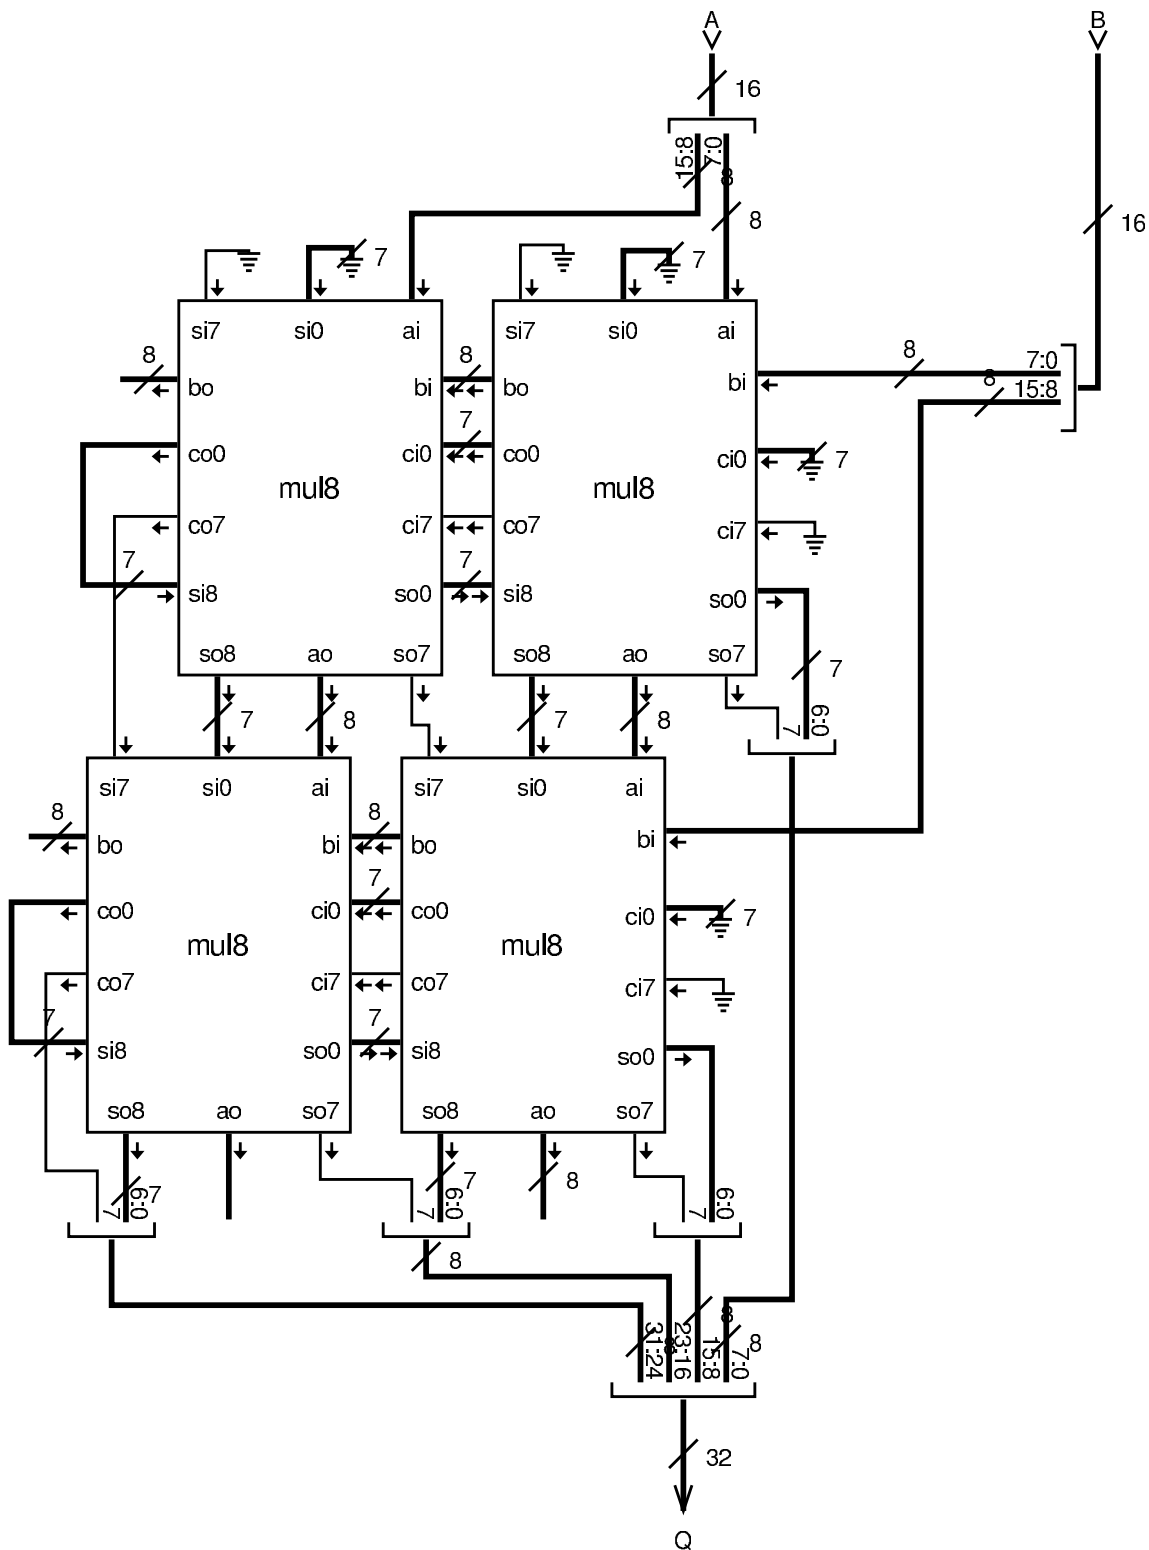 A B
16
15:8 7:0
8
8
16
7 7
si7 si0 ai si7 si0 ai
8 8 8 7:0
bo bi bo bi
8 15:8
7
co0 ci0 co0 ci0 7
mul8 mul8
co7 ci7 co7 ci7
7 7
si8 so0 si8 so0
so8 ao so7 so8 ao so7
7
7 8 7 8
7 6:0
si7 si0 ai si7 si0 ai
8 8
bo bi bo bi
7
co0 ci0 co0 ci0 7
mul8 mul8
co7 ci7 co7 ci7
7 7
si8 so0 si8 so0
so8 ao so7 so8 ao so7
7 8
7 6:0 7 7 6:0 7 6:0
8
8
8
31:24 8 23:16 15:8 7:0
32
Q